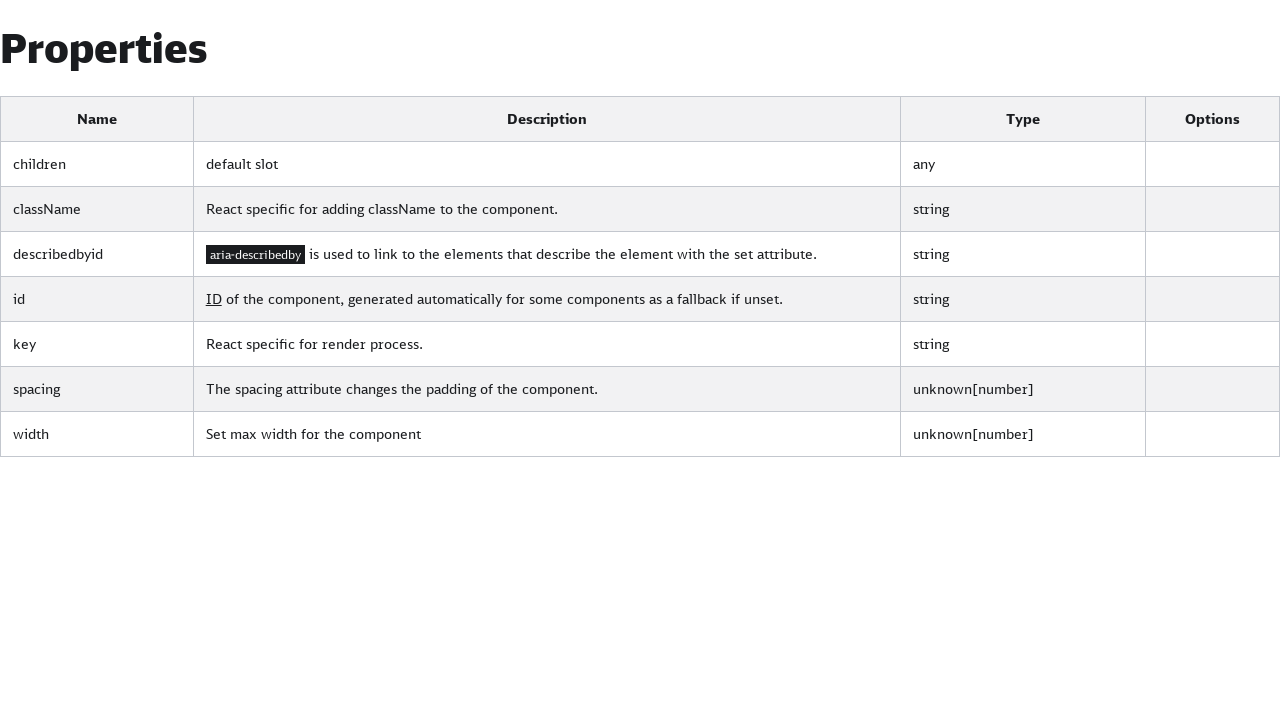 Properties
Name Description Type Options
children default slot any
className React specific for adding className to the component. string
describedbyid aria-describedby is used to link to the elements that describe the element with the set attribute. string
id ID of the component, generated automatically for some components as a fallback if unset. string
key React specific for render process. string
spacing The spacing attribute changes the padding of the component. unknown[number]
width Set max width for the component unknown[number]